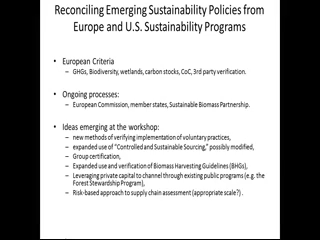 Reconciling Emerging Sustainability Policies from
Europe and U.S. Sustainability Programs
• European Criteria
– GHGs, Biodiversity, wetlands, carbon stocks, CoC, 3rd party verification.
• Ongoing processes:
– European Commission, member states, Sustainable Biomass Partnership.
• Ideas emerging at the workshop:
– new methods of verifying implementation of voluntary practices,
– expanded use of "Controlled and Sustainable Sourcing," possibly modified,
– Group certification,
– Expanded use and verification of Biomass Harvesting Guidelines (BHGs),
– Leveraging private capital to channel through existing public programs (e.g. the
Forest Stewardship Program),
– Risk-based approach to supply chain assessment (appropriate scale?) .